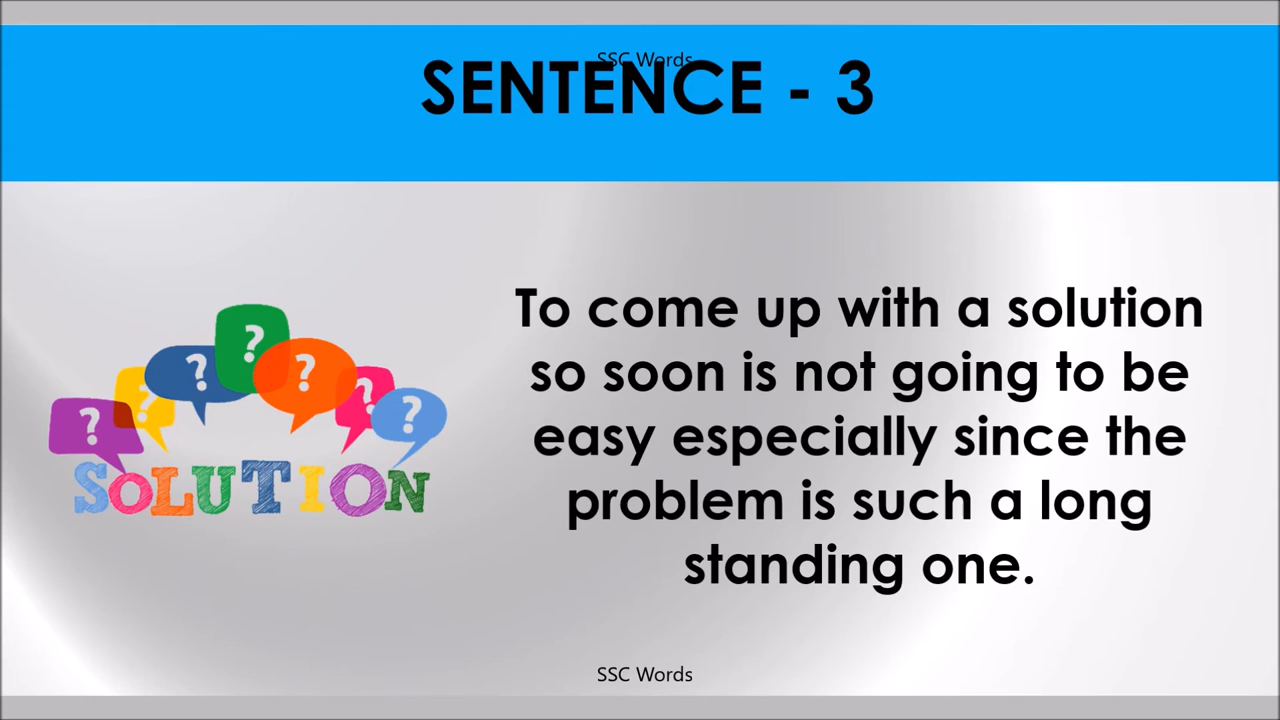 SSC Words
SENTENCE - 3
? ? ? ? ? ? ?
SOLUTION
To come up with a solution
so soon is not going to be
easy especially since the
problem is such a long
standing one.
SSC Words